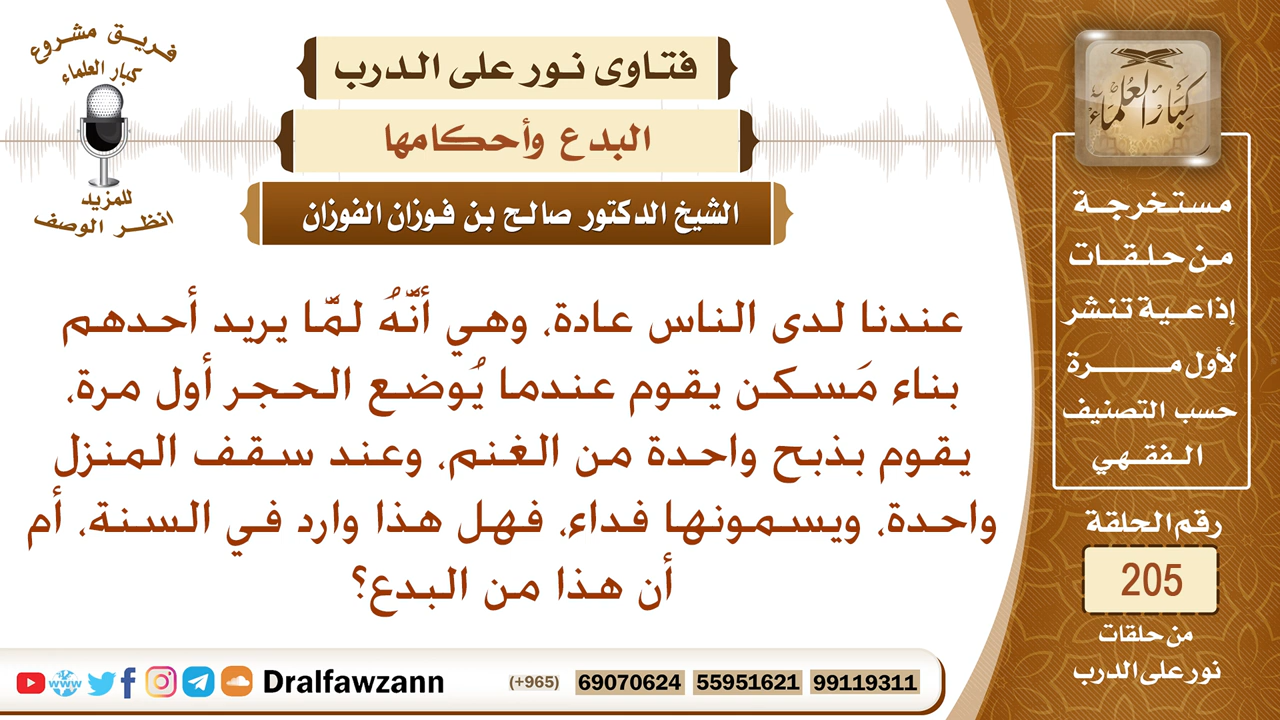 فريق مشروع
كبار العلماء
للمزيد
انظر الوصف
فتاوى نور على الدرب
البدع وأحكامها
الشيخ الدكتور صالح بن فوزان الفوزان
عندنا لدى الناس عادة، وهي أنَّهُ لمَّا يريد أحدهم
بناء مَسكن يقوم عندما يُوضع الحجر أول مرة،
يقوم بذبح واحدة من الغنم، وعند سقف المنزل
واحدة، ويسمونها فداء، فهل هذا وارد في السنة، أم
أن هذا من البدع؟
كبار العلماء
مستخرجة
من حلقات
إذاعية تنشر
لأول مرة
حسب التصنيف
الفقهي
رقم الحلقة
205
من حلقات
نور على الدرب
www Dralfawzann (+965) 69070624 55951621 99119311